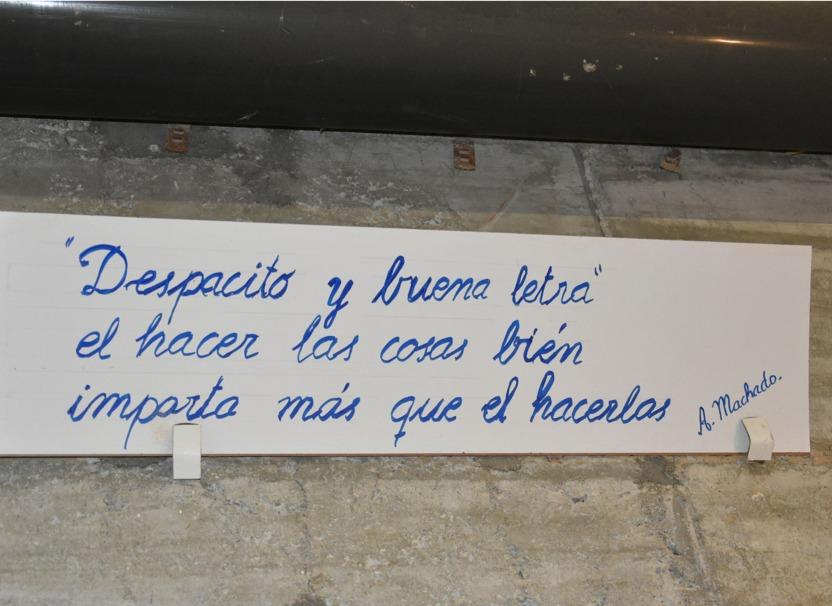 "Despacito y buena letra"
el hacer las cosas bién
importa más que el hacerlas
A. Machado.